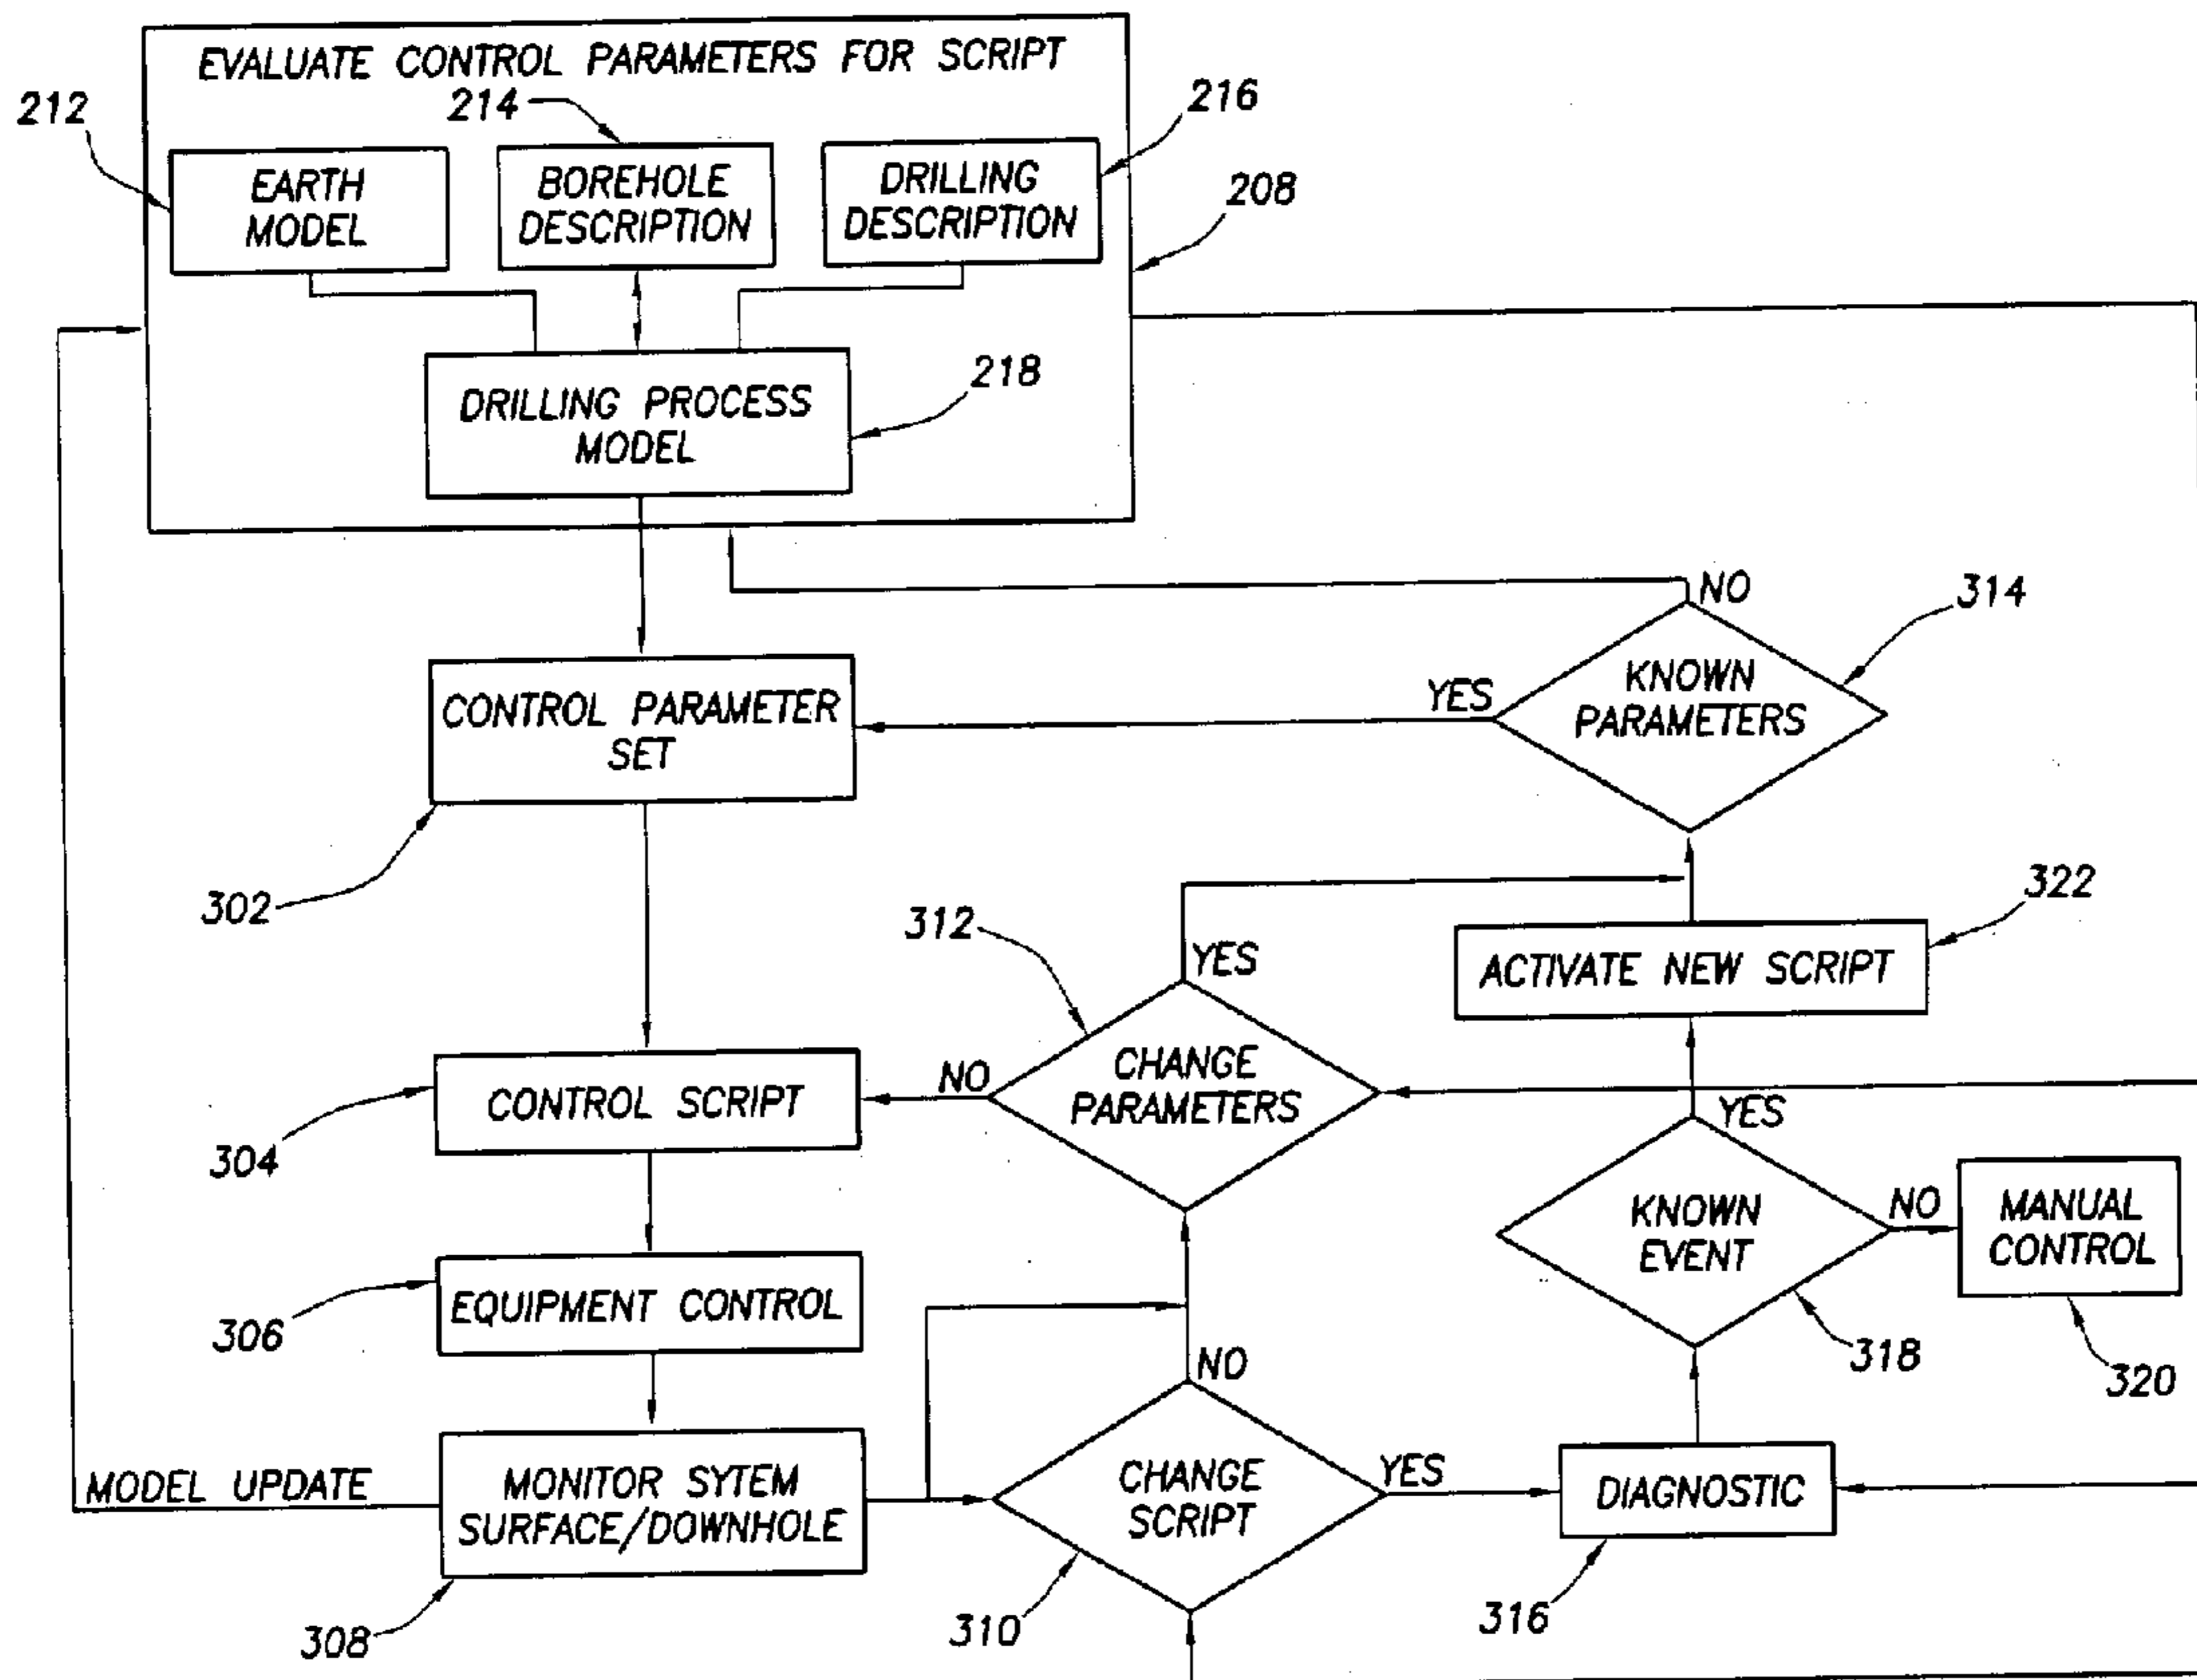 EVALUATE CONTROL PARAMETERS FOR SCRIPT
212
214
216
EARTH
MODEL
BOREHOLE
DESCRIPTION
DRILLING
DESCRIPTION
208
218
DRILLING PROCESS
MODEL
NO
314
KNOWN
PARAMETERS
YES
CONTROL PARAMETER
SET
302
312
YES
322
ACTIVATE NEW SCRIPT
CHANGE
PARAMETERS
NO
CONTROL SCRIPT
304
YES
KNOWN
EVENT
NO
MANUAL
CONTROL
318
320
EQUIPMENT CONTROL
306
NO
MODEL UPDATE
MONITOR SYTEM
SURFACE/DOWNHOLE
CHANGE
SCRIPT
YES
DIAGNOSTIC
308
310
316